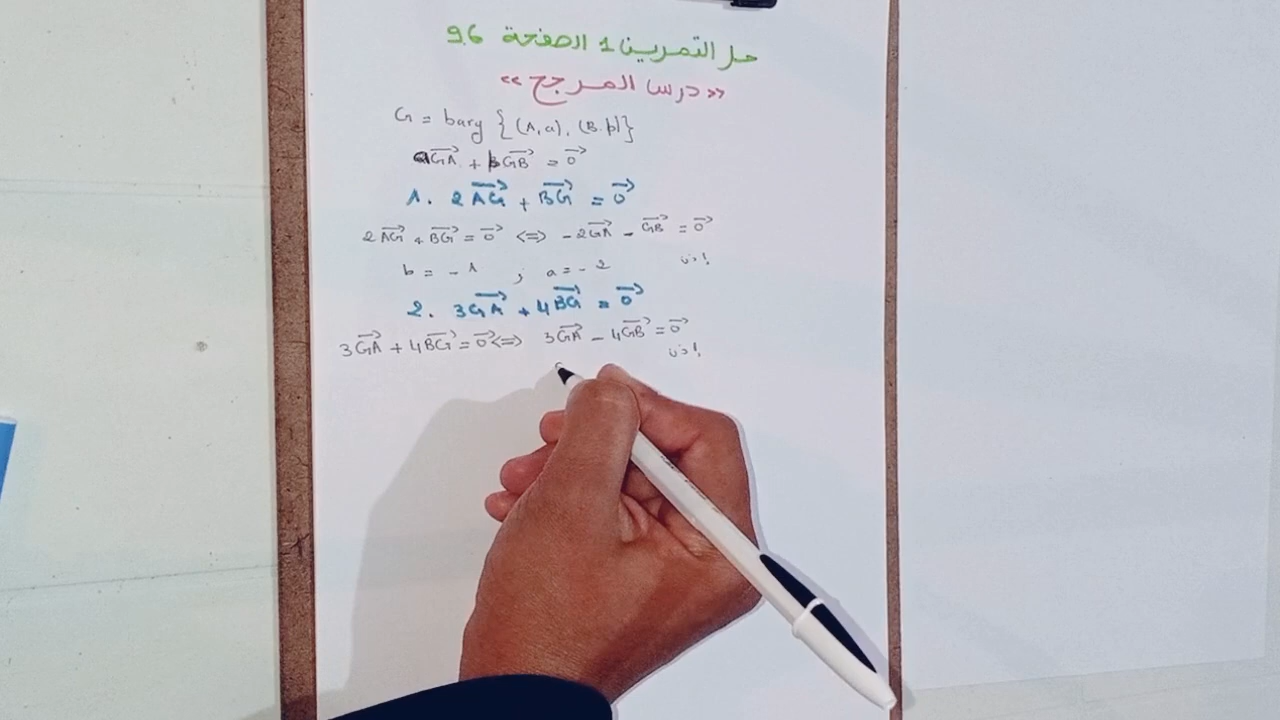 حل التمرين 1 الصفحة 96
«درس المرجح»
G = bary {(A,a), (B,b)}
aGA⃗ + bGB⃗ = 0⃗
1. 2AG⃗ + BG⃗ = 0⃗
2AG⃗ + BG⃗ = 0⃗ <=> -2GA⃗ - GB⃗ = 0⃗
إذن
b = -1 ; a = -2
2. 3GA⃗ + 4BG⃗ = 0⃗
3GA⃗ + 4BG⃗ = 0⃗ <=> 3GA⃗ - 4GB⃗ = 0⃗
إذن